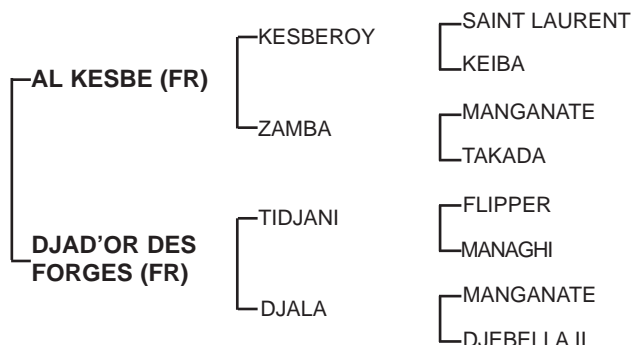 SAINT LAURENT
KESBEROY
KEIBA
AL KESBE (FR)
MANGANATE
ZAMBA
TAKADA
FLIPPER
TIDJANI
MANAGHI
DJAD'OR DES
FORGES (FR)
MANGANATE
DJALA
DJEBELLA II